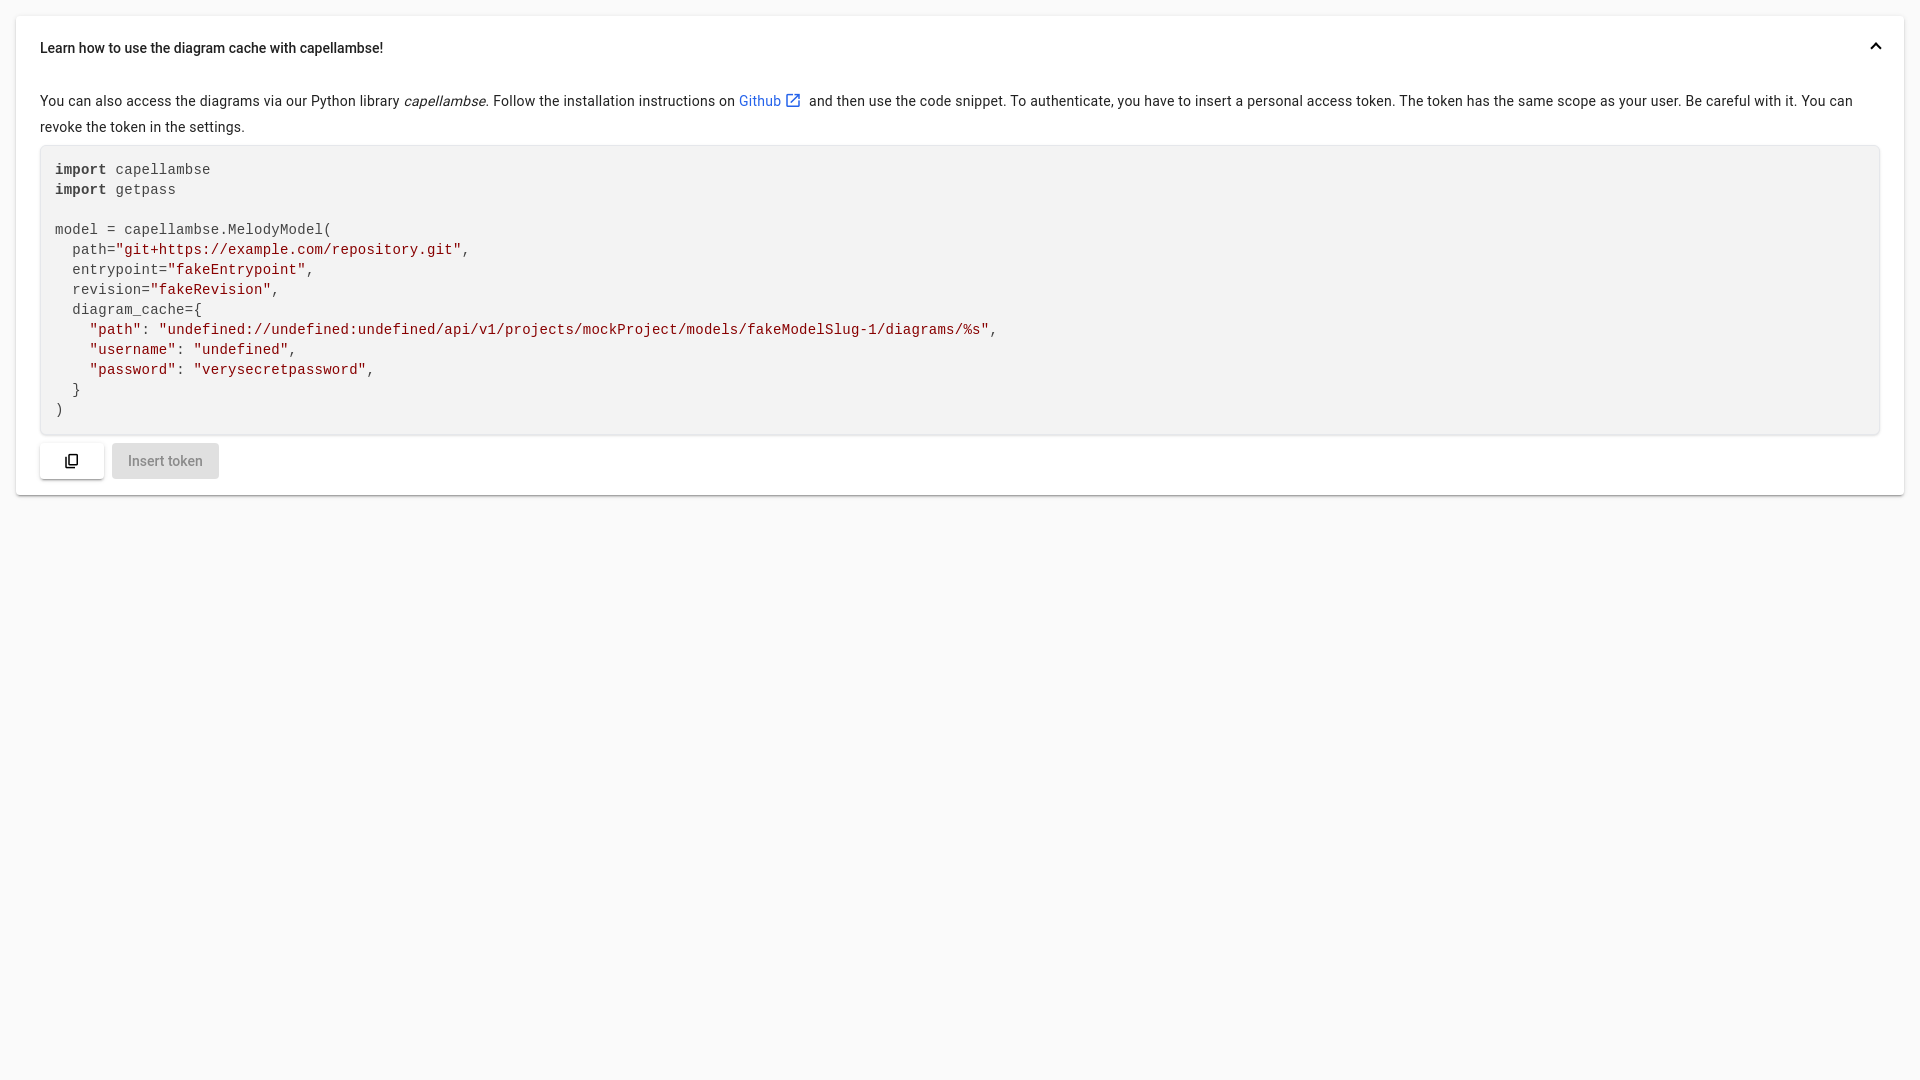 Learn how to use the diagram cache with capellambse!
You can also access the diagrams via our Python library capellambse. Follow the installation instructions on Github and then use the code snippet. To authenticate, you have to insert a personal access token. The token has the same scope as your user. Be careful with it. You can
revoke the token in the settings.
import capellambse
import getpass

model = capellambse.MelodyModel(
  path="git+https://example.com/repository.git",
  entrypoint="fakeEntrypoint",
  revision="fakeRevision",
  diagram_cache={
    "path": "undefined://undefined:undefined/api/v1/projects/mockProject/models/fakeModelSlug-1/diagrams/%s",
    "username": "undefined",
    "password": "verysecretpassword",
  }
)
Insert token